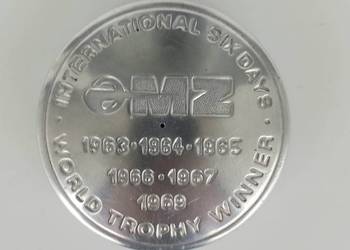 INTERNATIONAL SIX DAYS
MZ
1963·1964·1965
1966·1967
1969
WORLD TROPHY WINNER